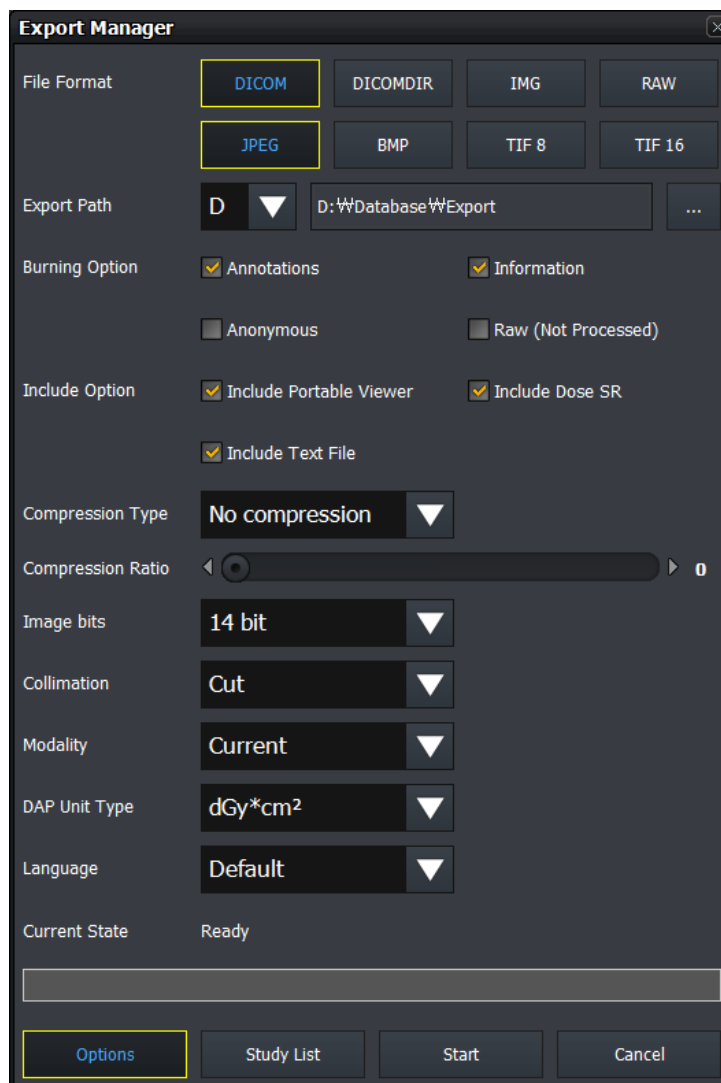 Export Manager
File Format DICOM DICOMDIR IMG RAW
JPEG BMP TIF 8 TIF 16
Export Path D D:₩Database₩Export ...
Burning Option Annotations Information
Anonymous Raw (Not Processed)
Include Option Include Portable Viewer Include Dose SR
Include Text File
Compression Type No compression
Compression Ratio 0
Image bits 14 bit
Collimation Cut
Modality Current
DAP Unit Type dGy*cm²
Language Default
Current State Ready
Options Study List Start Cancel